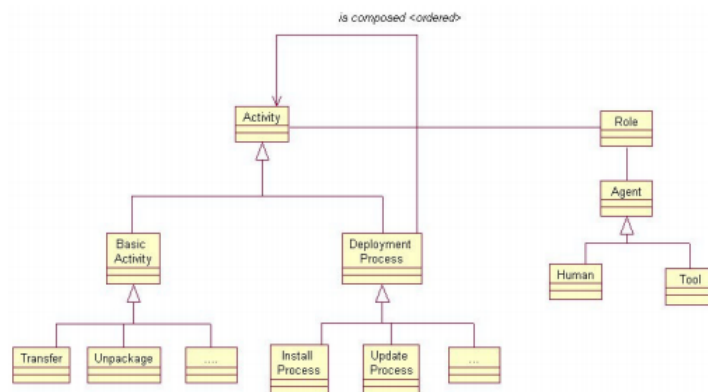 is composed <ordered>
Activity
Role
Agent
Basic
Activity
Deployment
Process
Human
Tool
Transfer
Unpackage
....
Install
Process
Update
Process
...